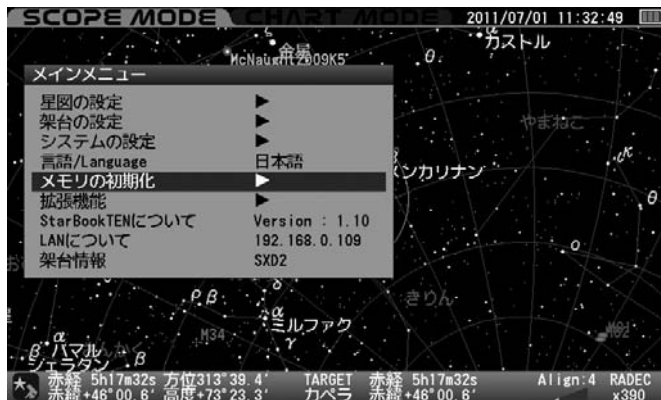 SCOPE MODE CHART MODE 2011/07/01 11:32:49
ζ 金星 カストル
McNaught2009K5 θ
メインメニュー
星図の設定 ▶
やまねこ
架台の設定 ▶
システムの設定 ▶
言語/Language 日本語
メンカリナン
メモリの初期化 ▶
拡張機能 ▶
θ
StarBookTENについて Version : 1.10
LANについて 192.168.0.109
ο
架台情報 SXD2
ρ β δ きりん
α
ミルファク
M34 γ
α
β ハマル β
シェラタン
赤経 5h17m32s 方位313°39.4′ TARGET 赤経 5h17m32s Align:4 RADEC
赤緯+46°00.6′ 高度+73°23.3′ カペラ 赤緯+46°00.6′ x390